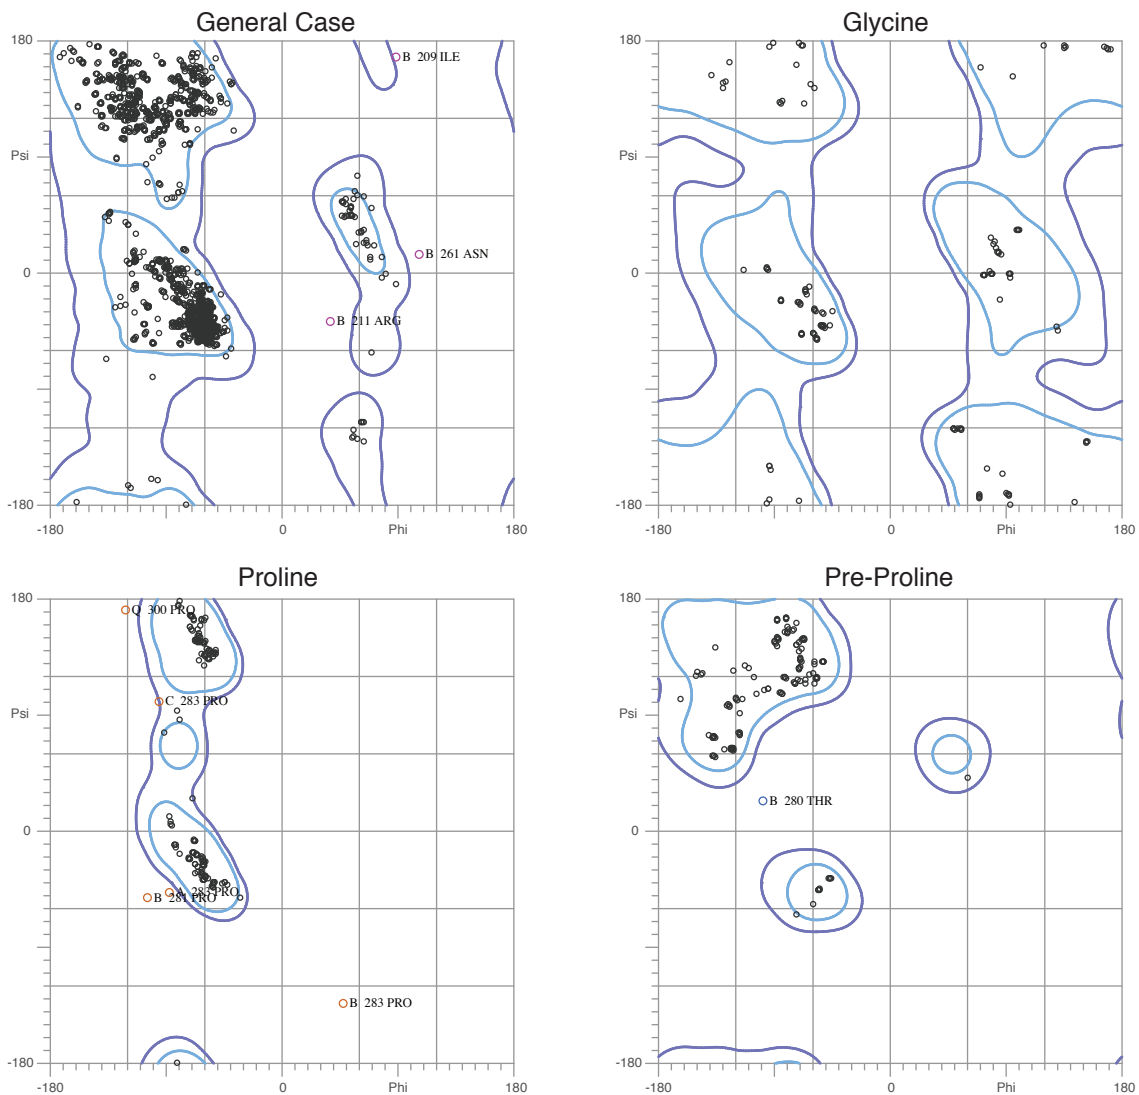 General Case
Glycine
180
B 209 ILE
Psi
B 261 ASN
0
B 211 ARG
-180
-180
0
Phi
180
180
Psi
0
-180
-180
0
Phi
180
Proline
Pre-Proline
180
Q 300 PRO
C 283 PRO
Psi
0
A 283 PRO
B 281 PRO
B 283 PRO
-180
-180
0
Phi
180
180
Psi
B 280 THR
0
-180
-180
0
Phi
180